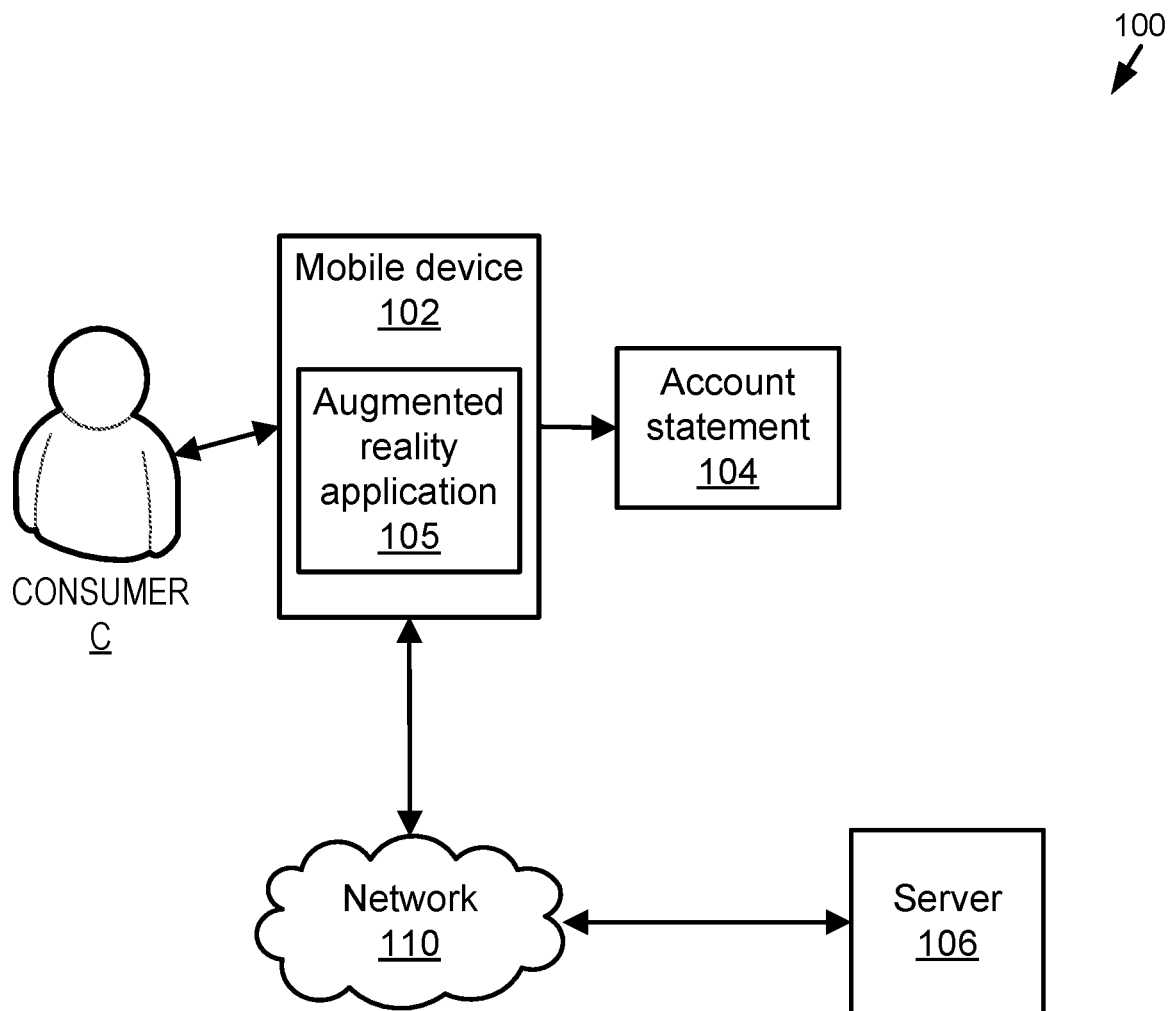 100
Mobile device
102
Augmented
reality
application
105
Account
statement
104
CONSUMER
C
Network
110
Server
106